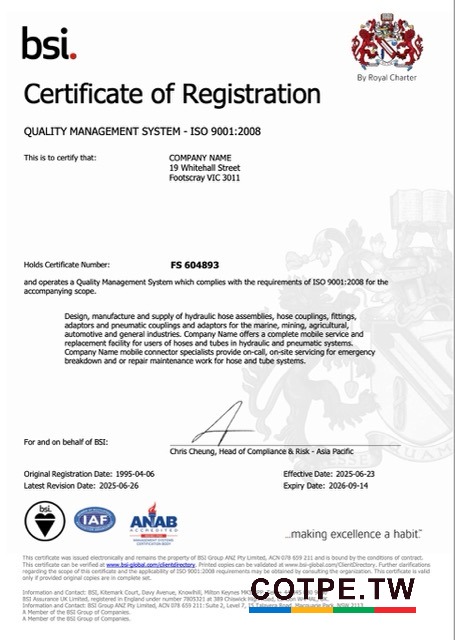 bsi.
By Royal Charter
Certificate of Registration
QUALITY MANAGEMENT SYSTEM - ISO 9001:2008
This is to certify that:
COMPANY NAME
19 Whitehall Street
Footscray VIC 3011
Holds Certificate Number:
FS 604893
and operates a Quality Management System which complies with the requirements of ISO 9001:2008 for the
accompanying scope.
Design, manufacture and supply of hydraulic hose assemblies, hose couplings, fittings,
adaptors and pneumatic couplings and adaptors for the marine, mining, agricultural,
automotive and general industries. Company Name offers a complete mobile service and
replacement facility for users of hoses and tubes in hydraulic and pneumatic systems.
Company Name mobile connector specialists provide on-call, on-site servicing for emergency
breakdown and or repair maintenance work for hose and tube systems.
For and on behalf of BSI:
Chris Cheung, Head of Compliance & Risk - Asia Pacific
Original Registration Date: 1995-04-06
Effective Date: 2025-06-23
Latest Revision Date: 2025-06-26
Expiry Date: 2026-09-14
bsi.
IAF
ANAB
ACCREDITED
...making excellence a habit.™
This certificate was issued electronically and remains the property of BSI Group ANZ Pty Limited, ACN 078 659 211 and is bound by the conditions of contract.
This certificate can be verified at www.bsi-global.com/clientdirectory. Printed copies can be validated at www.bsi-global.com/ClientDirectory. Further clarifications
regarding the scope of this certificate and the applicability of ISO 9001:2008 requirements may be obtained by consulting the organization. This certificate is valid
only if provided original copies are in complete set.
Information and Contact: BSI, Kitemark Court, Davy Avenue, Knowlhill, Milton Keynes
BSI Assurance UK Limited, registered in England under number 7805321 at 389 Chiswick
Information and Contact: BSI Group ANZ Pty Limited, ACN 078 659 211: Suite 2, Level 7, 15 Talavera Road, Macquarie Park, NSW 2113
A Member of the BSI Group of Companies.
A Member of the BSI Group of
COTPE.TW